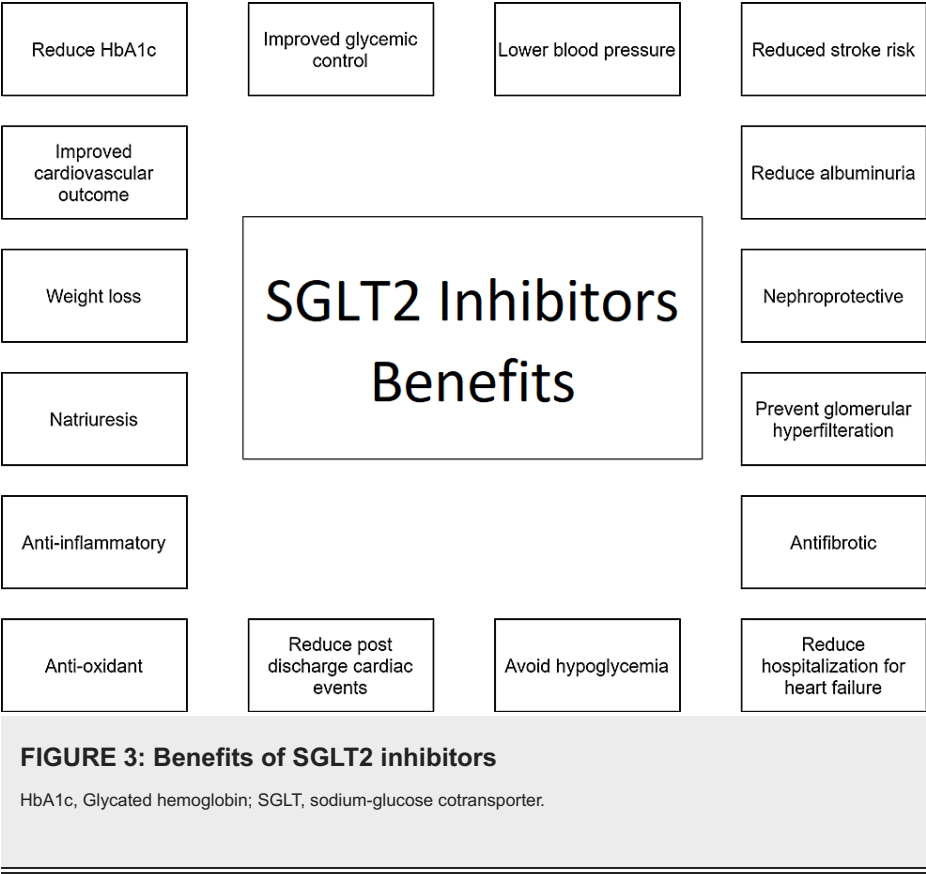 Reduce HbA1c
Improved glycemic
control
Lower blood pressure
Reduced stroke risk
Improved
cardiovascular
outcome
Reduce albuminuria
Weight loss
SGLT2 Inhibitors
Benefits
Nephroprotective
Natriuresis
Prevent glomerular
hyperfilteration
Anti-inflammatory
Antifibrotic
Anti-oxidant
Reduce post
discharge cardiac
events
Avoid hypoglycemia
Reduce
hospitalization for
heart failure
FIGURE 3: Benefits of SGLT2 inhibitors
HbA1c, Glycated hemoglobin; SGLT, sodium-glucose cotransporter.